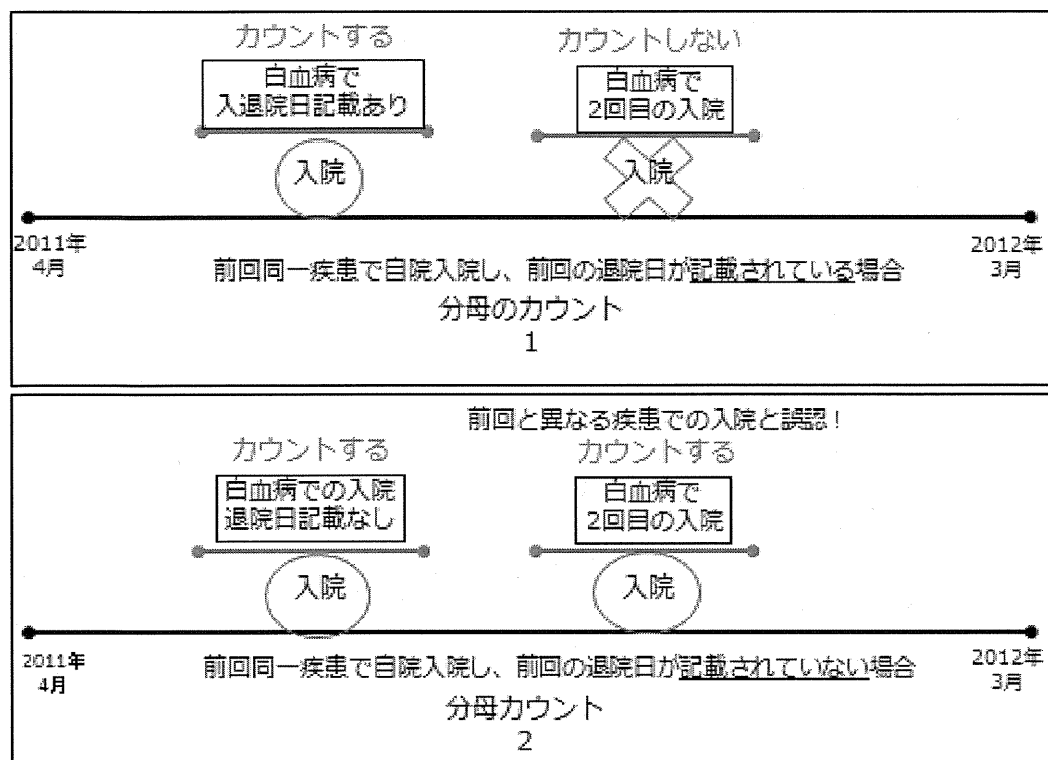 カウントする
カウントしない
白血病で
入退院日記載あり
白血病で
2回目の入院
入院
入院
2011年
4月
2012年
3月
前回同一疾患で自院入院し、前回の退院日が記載されている場合
分母のカウント
1
前回と異なる疾患での入院と誤認！
カウントする
カウントする
白血病での入院
退院日記載なし
白血病で
2回目の入院
入院
入院
2011年
4月
2012年
3月
前回同一疾患で自院入院し、前回の退院日が記載されていない場合
分母カウント
2